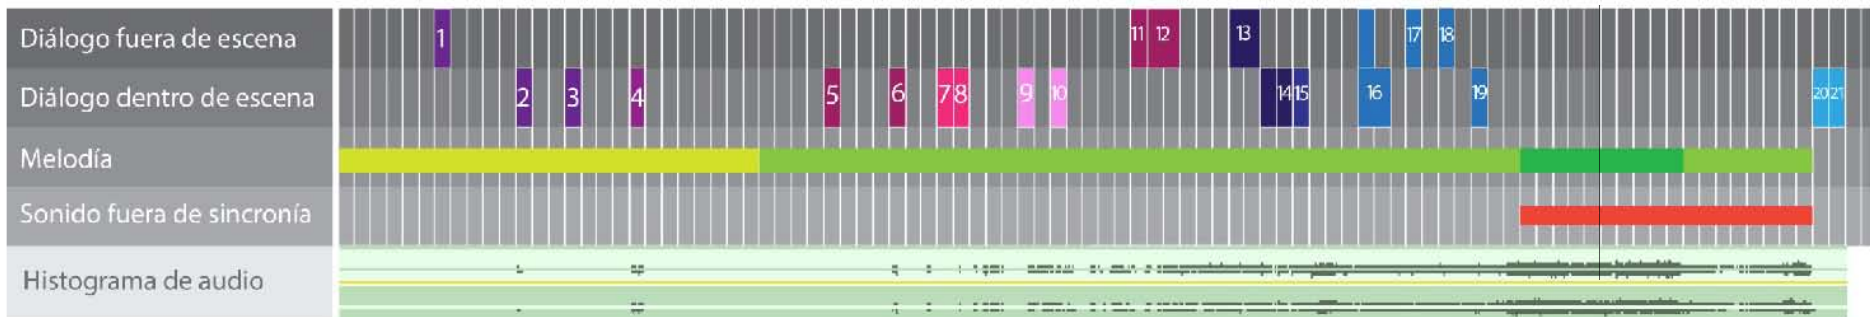 Diálogo fuera de escena 1 11 12 13 17 18
Diálogo dentro de escena 2 3 4 5 6 7 8 9 10 14 15 16 19 20 21
Melodía
Sonido fuera de sincronía
Histograma de audio